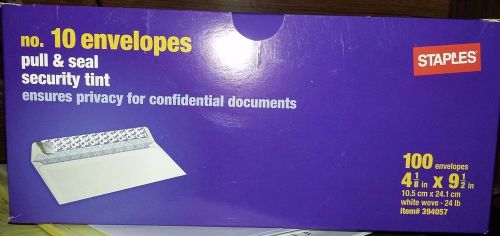 no. 10 envelopes
pull & seal
security tint
ensures privacy for confidential documents
STAPLES
100 envelopes
4 1/8 in x 9 1/2 in
10.5 cm x 24.1 cm
white wove · 24 lb
Item# 394057